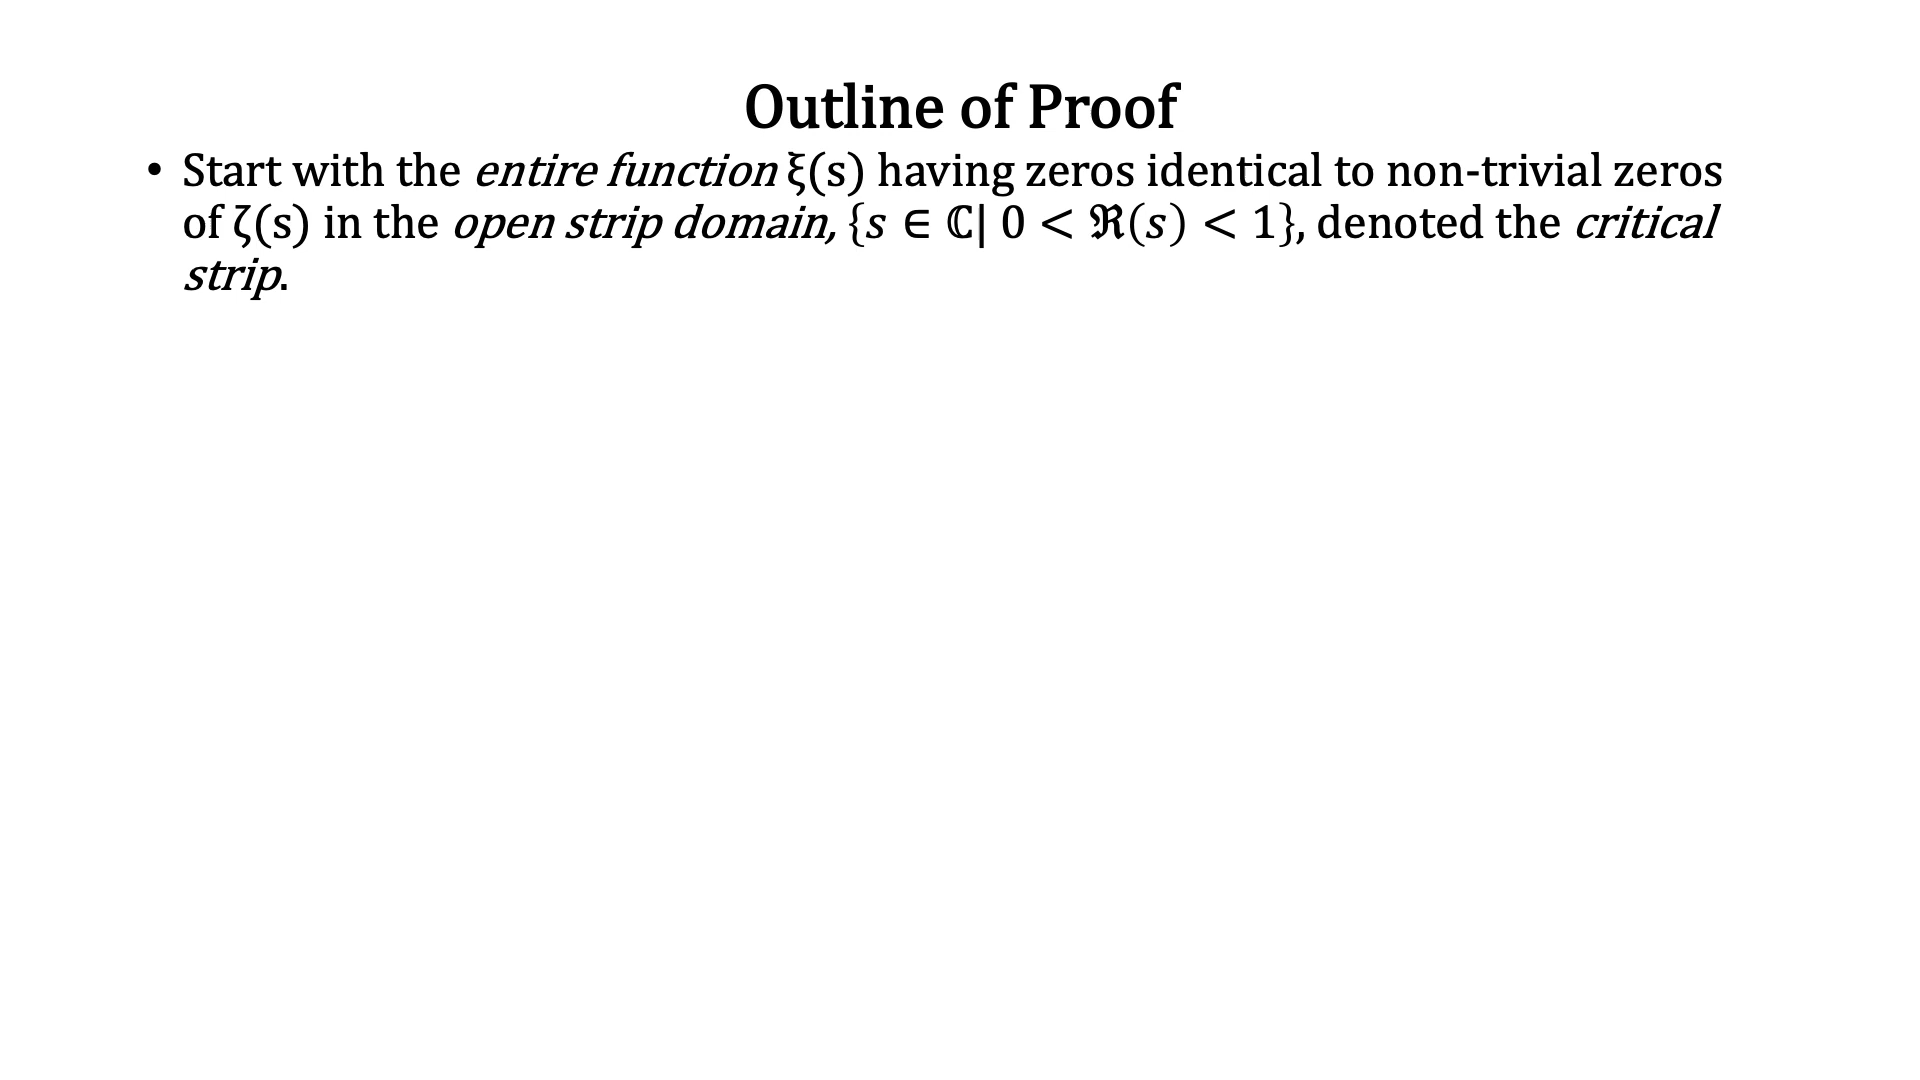 Outline of Proof
• Start with the entire function ξ(s) having zeros identical to non-trivial zeros
of ζ(s) in the open strip domain, {s ∈ ℂ| 0 < ℜ(s) < 1}, denoted the critical
strip.